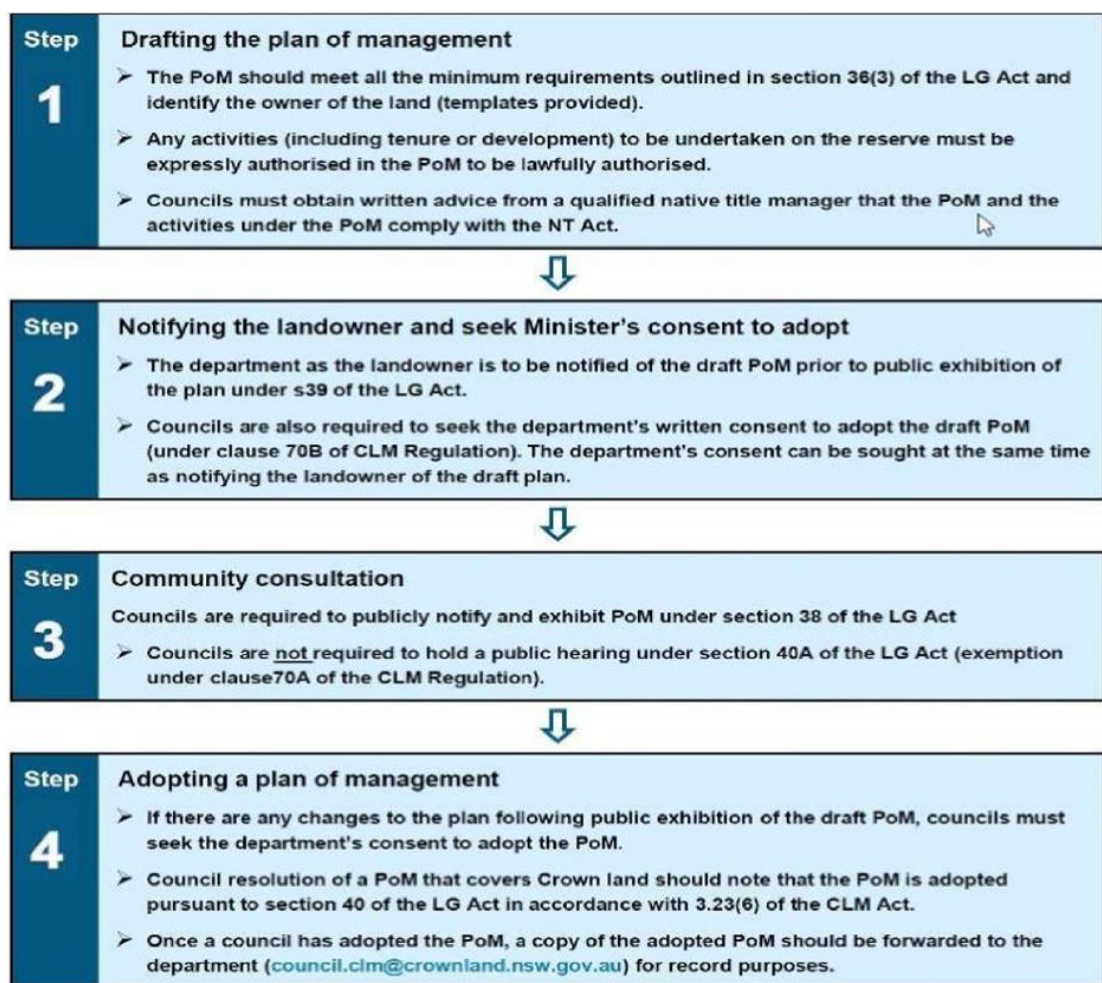 Step
1
Drafting the plan of management
➢ The PoM should meet all the minimum requirements outlined in section 36(3) of the LG Act and
identify the owner of the land (templates provided).
➢ Any activities (including tenure or development) to be undertaken on the reserve must be
expressly authorised in the PoM to be lawfully authorised.
➢ Councils must obtain written advice from a qualified native title manager that the PoM and the
activities under the PoM comply with the NT Act.
Step
2
Notifying the landowner and seek Minister's consent to adopt
➢ The department as the landowner is to be notified of the draft PoM prior to public exhibition of
the plan under s39 of the LG Act.
➢ Councils are also required to seek the department's written consent to adopt the draft PoM
(under clause 70B of CLM Regulation). The department's consent can be sought at the same time
as notifying the landowner of the draft plan.
Step
3
Community consultation
Councils are required to publicly notify and exhibit PoM under section 38 of the LG Act
➢ Councils are not required to hold a public hearing under section 40A of the LG Act (exemption
under clause70A of the CLM Regulation).
Step
4
Adopting a plan of management
➢ If there are any changes to the plan following public exhibition of the draft PoM, councils must
seek the department's consent to adopt the PoM.
➢ Council resolution of a PoM that covers Crown land should note that the PoM is adopted
pursuant to section 40 of the LG Act in accordance with 3.23(6) of the CLM Act.
➢ Once a council has adopted the PoM, a copy of the adopted PoM should be forwarded to the
department (council.clm@crownland.nsw.gov.au) for record purposes.